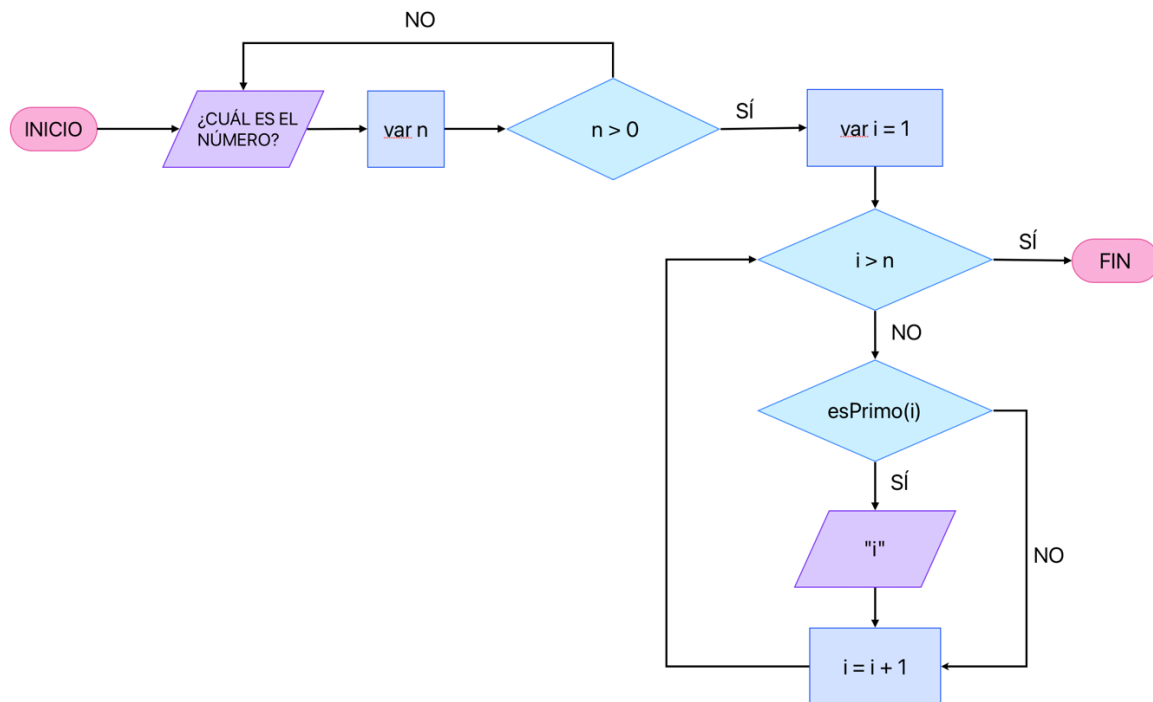 NO
INICIO
¿CUÁL ES EL
NÚMERO?
var n
n > 0
SÍ
var i = 1
i > n
SÍ
FIN
NO
esPrimo(i)
SÍ
NO
"i"
i = i + 1